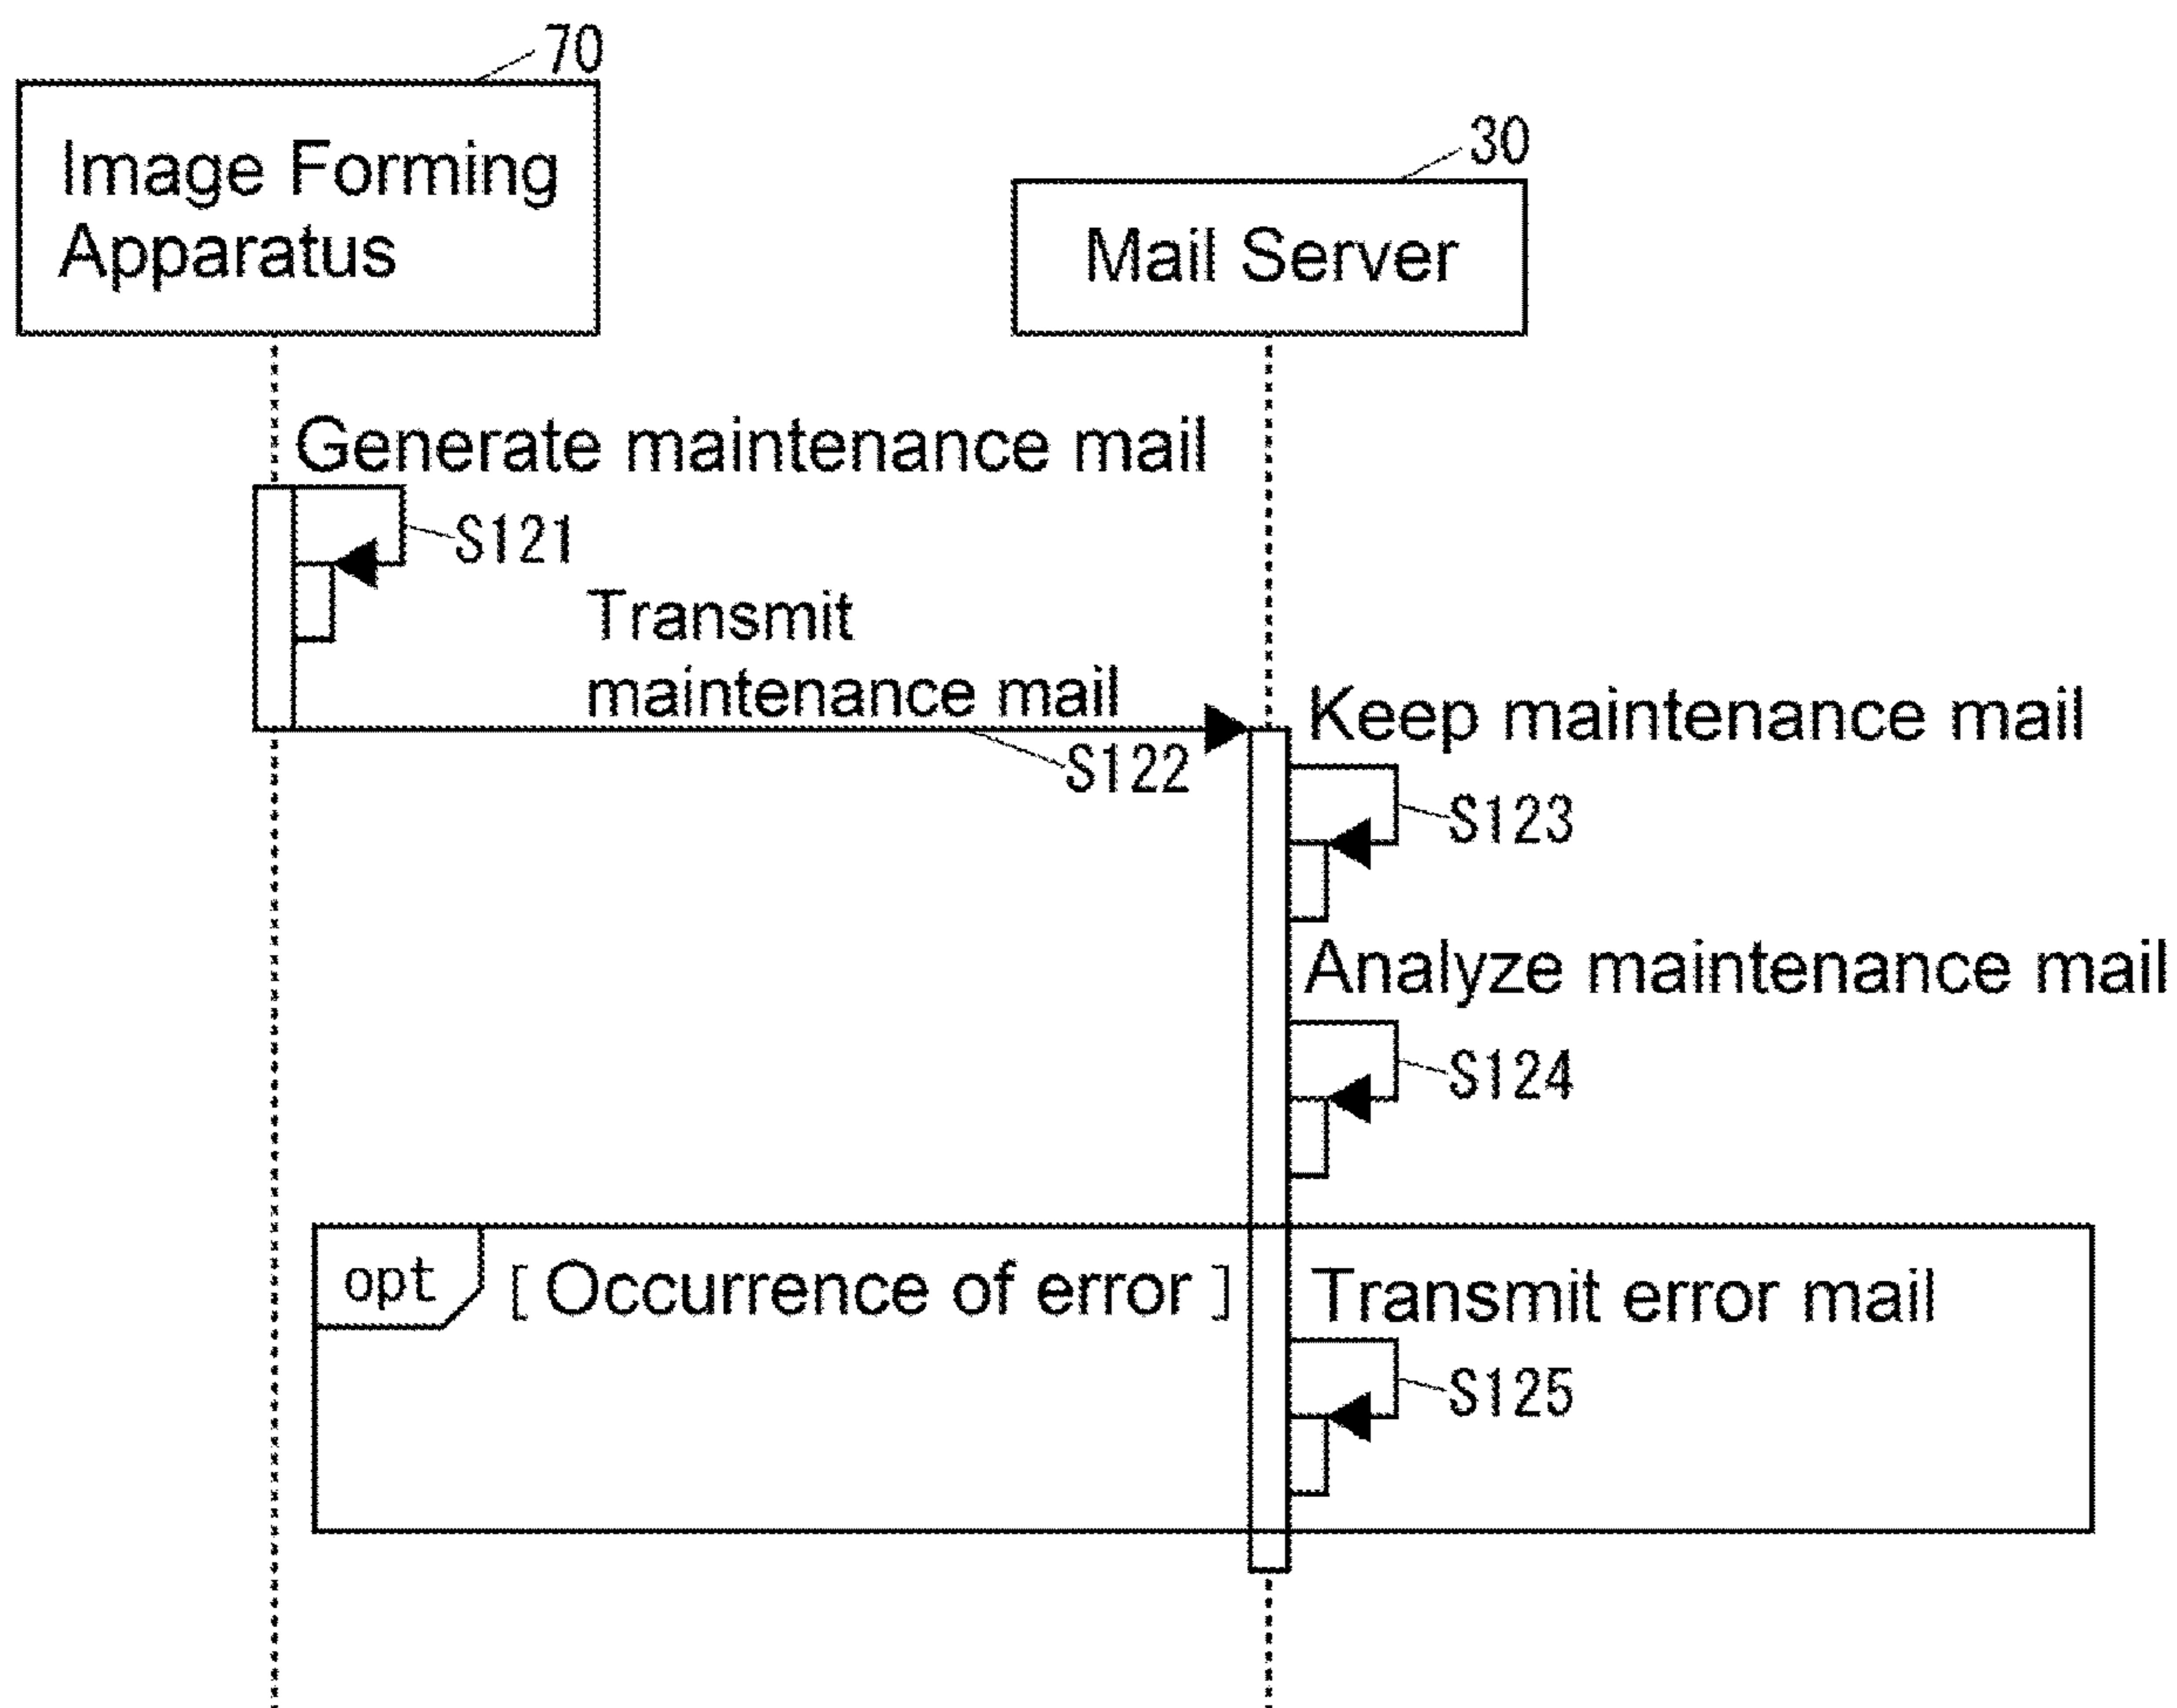 70
Image Forming
Apparatus
30
Mail Server
Generate maintenance mail
S121
Transmit
maintenance mail
S122
Keep maintenance mail
S123
Analyze maintenance mail
S124
opt
[ Occurrence of error ]
Transmit error mail
S125